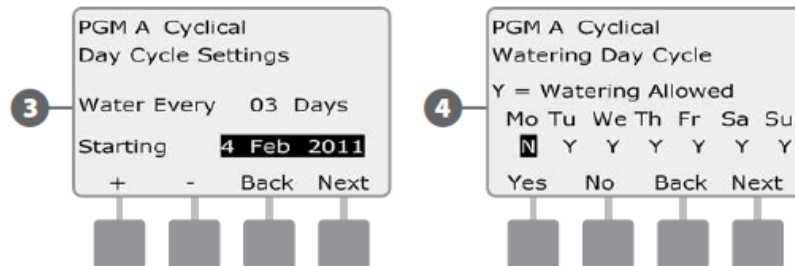 3
PGM A Cyclical
Day Cycle Settings
Water Every 03 Days
Starting 4 Feb 2011
+ - Back Next
4
PGM A Cyclical
Watering Day Cycle
Y = Watering Allowed
Mo Tu We Th Fr Sa Su
N Y Y Y Y Y Y
Yes No Back Next